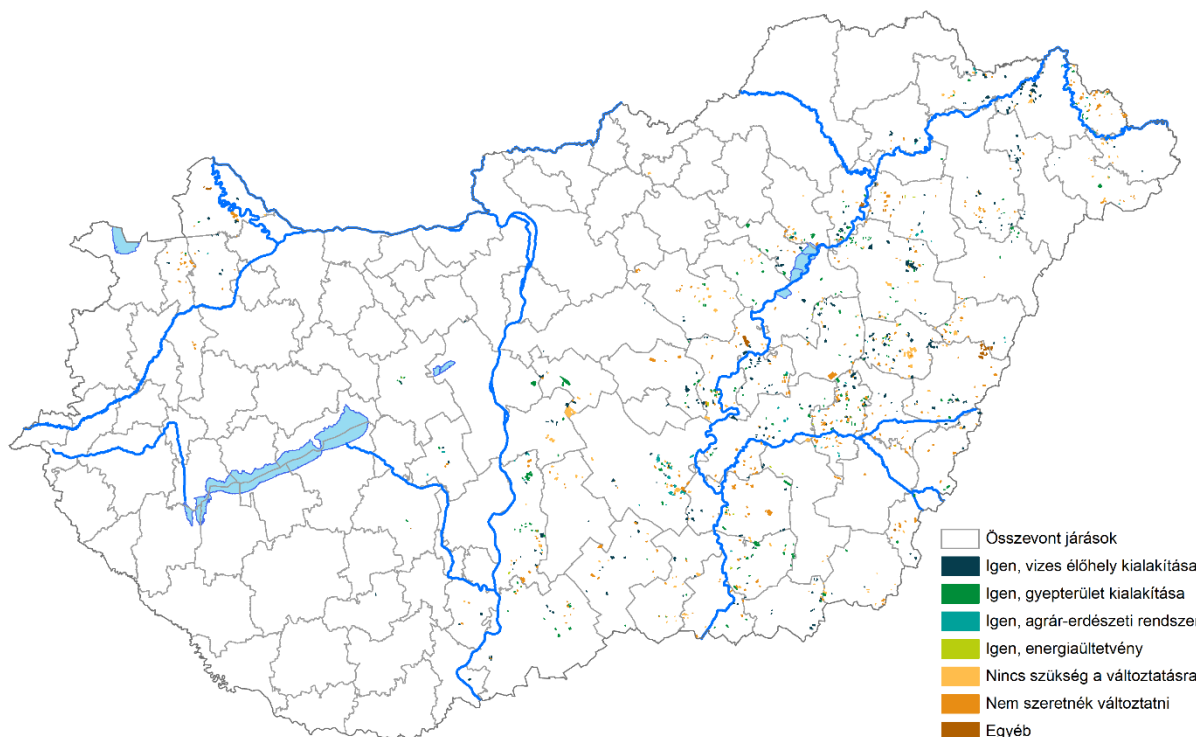 Összevont járások
Igen, vizes élőhely kialakítása
Igen, gyepterület kialakítása
Igen, agrár-erdészeti rendszer
Igen, energiaültetvény
Nincs szükség a változtatásra
Nem szeretnék változtatni
Egyéb